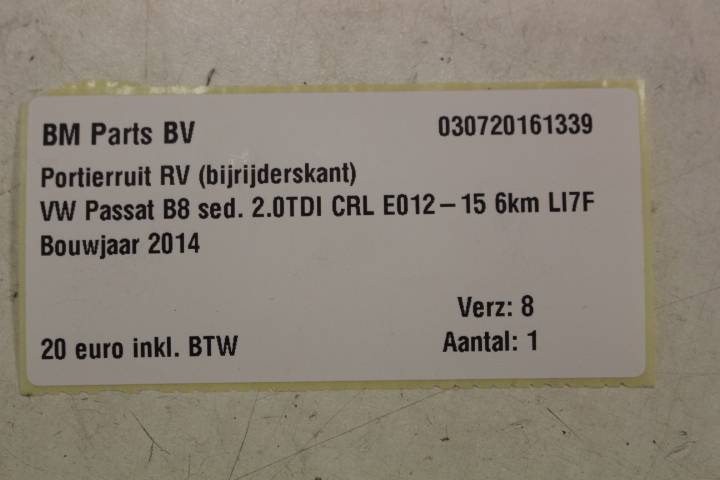 BM Parts BV 030720161339
Portierruit RV (bijrijderskant)
VW Passat B8 sed. 2.0TDI CRL E012-15 6km LI7F
Bouwjaar 2014
Verz: 8
20 euro inkl. BTW Aantal: 1